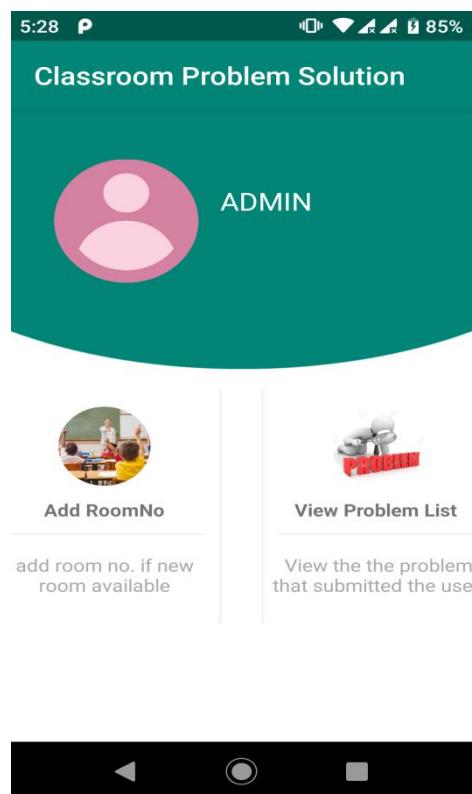 5:28 85%
Classroom Problem Solution
ADMIN
PROBLEM
Add RoomNo
View Problem List
add room no. if new
room available
View the the problem
that submitted the use